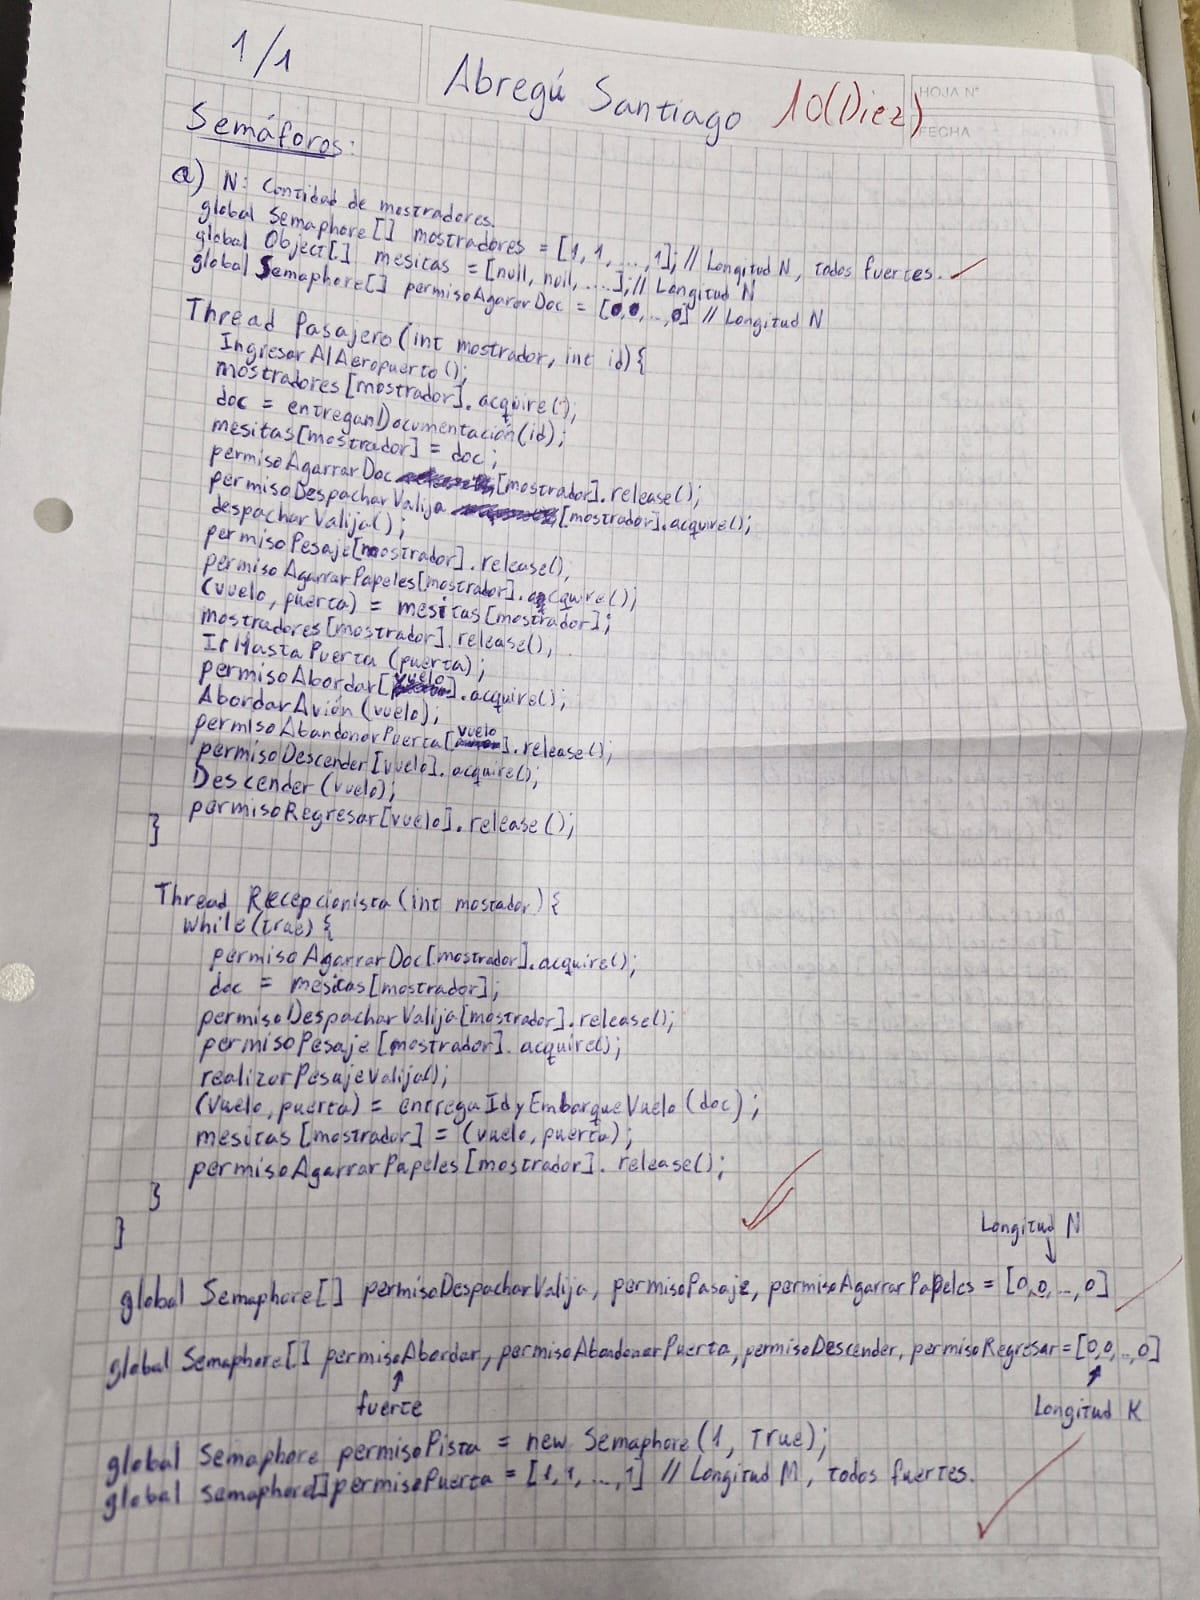 1/1
Abregú Santiago 10(Diez)
HOJA N°
FECHA
Semáforos:
a) N: Cantidad de mostradores.
global Semaphore[] mostradores = [1, 1, ..., 1]; // Longitud N, todos fuertes.
global Object[] mesitas = [null, null, ....]; // Longitud N
global Semaphore[] permisoAgarrarDoc = [0,0,..,0] // Longitud N
Thread Pasajero (int mostrador, int id){
IngresarAlAeropuerto();
mostradores[mostrador].acquire();
doc = entreganDocumentación(id);
mesitas[mostrador] = doc;
permisoAgarrarDoc [mostrador].release();
permisoDespacharValija [mostrador].acquire();
despacharValija();
permisoPesaje[mostrador].release();
permisoAgarrarPapeles[mostrador].acquire();
(vuelo, puerta) = mesitas[mostrador];
mostradores[mostrador].release();
IrHastaPuerta (puerta);
permisoAbordar[vuelo].acquire();
AbordarAvión (vuelo);
permisoAbandonarPuerta[vuelo].release();
permisoDescender[vuelo].acquire();
Descender (vuelo);
permisoRegresar[vuelo].release();
}
Thread Recepcionista (int mostador){
while(true){
permisoAgarrarDoc[mostrador].acquire();
doc = mesitas[mostrador];
permisoDespacharValija[mostrador].release();
permisoPesaje[mostrador].acquire();
realizarPesajeValija();
(vuelo, puerta) = entregaIdyEmbarqueVuelo (doc);
mesitas [mostrador] = (vuelo, puerta);
permisoAgarrarPapeles[mostrador]. release();
}
}
Longitud N
global Semaphore[] permisoDespacharValija, permisoPasaje, permisoAgarrarPapeles = [0,0,..,0]
global Semaphore[] permisoAbordar, permisoAbandonarPuerta, permisoDescender, permisoRegresar=[0,0,..,0]
fuerte
Longitud K
global Semaphore permisoPista = new Semaphore(1, True);
global semaphore[] permisoPuerta = [1,1,...,1] // Longitud M, todos fuertes.